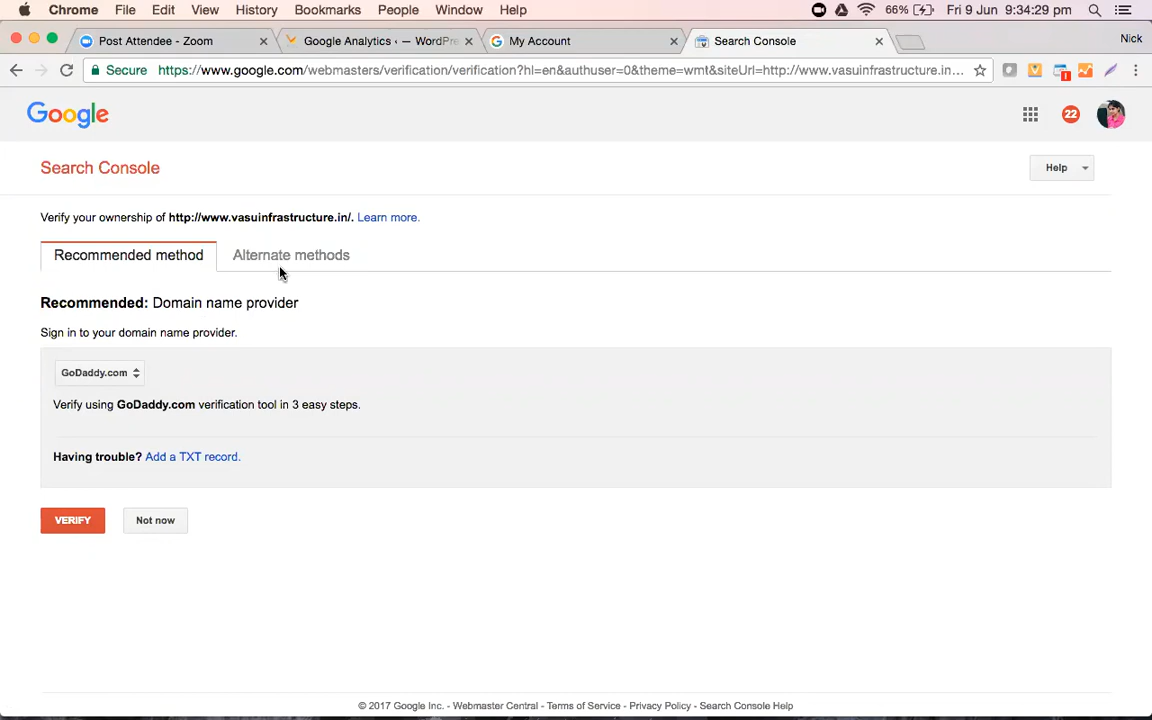 Chrome File Edit View History Bookmarks People Window Help 66% Fri 9 Jun 9:34:29 pm
Post Attendee - Zoom Google Analytics ‹ — WordPre My Account Search Console Nick
Secure https://www.google.com/webmasters/verification/verification?hl=en&authuser=0&theme=wmt&siteUrl=http://www.vasuinfrastructure.in...
Google 22
Search Console Help
Verify your ownership of http://www.vasuinfrastructure.in/. Learn more.
Recommended method Alternate methods
Recommended: Domain name provider
Sign in to your domain name provider.
GoDaddy.com
Verify using GoDaddy.com verification tool in 3 easy steps.
Having trouble? Add a TXT record.
VERIFY Not now
© 2017 Google Inc. - Webmaster Central - Terms of Service - Privacy Policy - Search Console Help